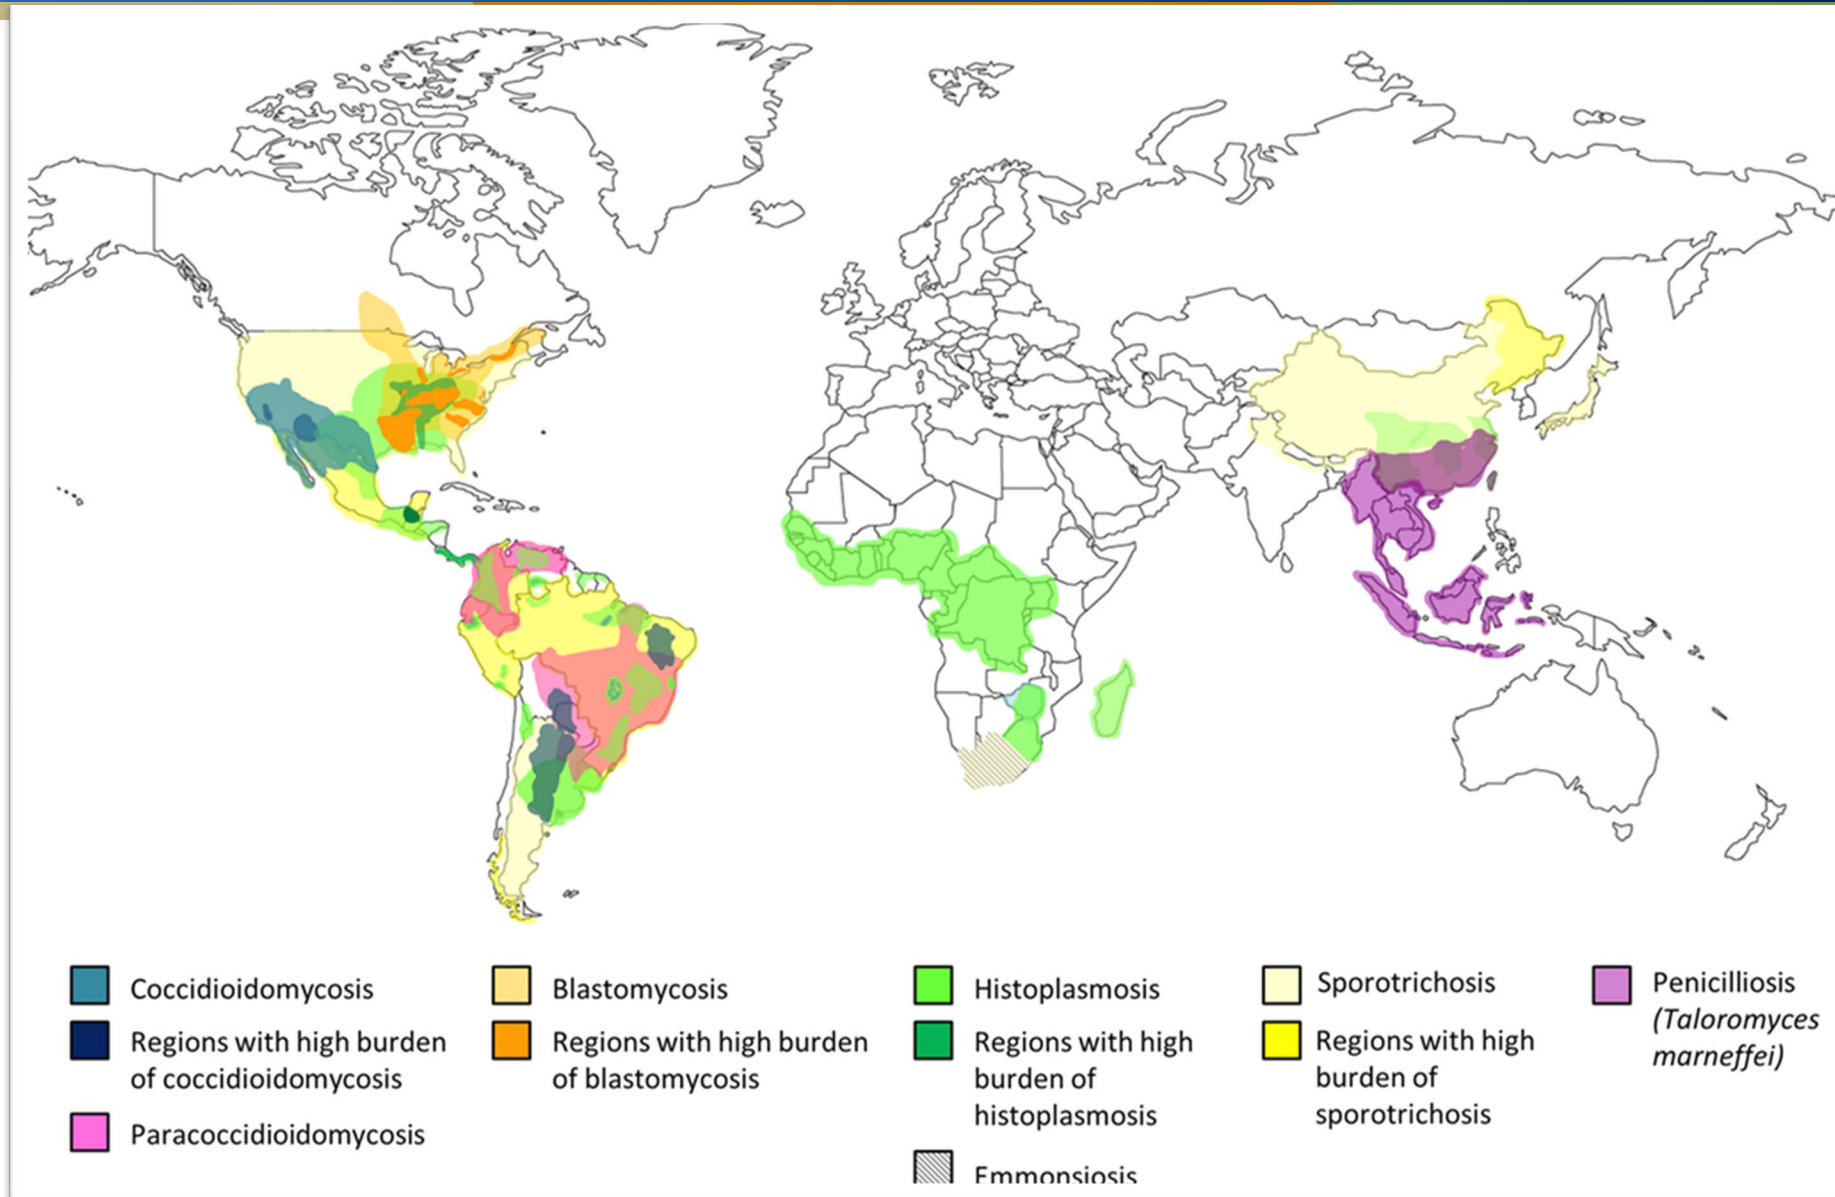 Coccidioidomycosis
Regions with high burden
of coccidioidomycosis
Paracoccidioidomycosis
Blastomycosis
Regions with high burden
of blastomycosis
Histoplasmosis
Regions with high
burden of
histoplasmosis
Emmonsiosis
Sporotrichosis
Regions with high
burden of
sporotrichosis
Penicilliosis
(Taloromyces
marneffei)